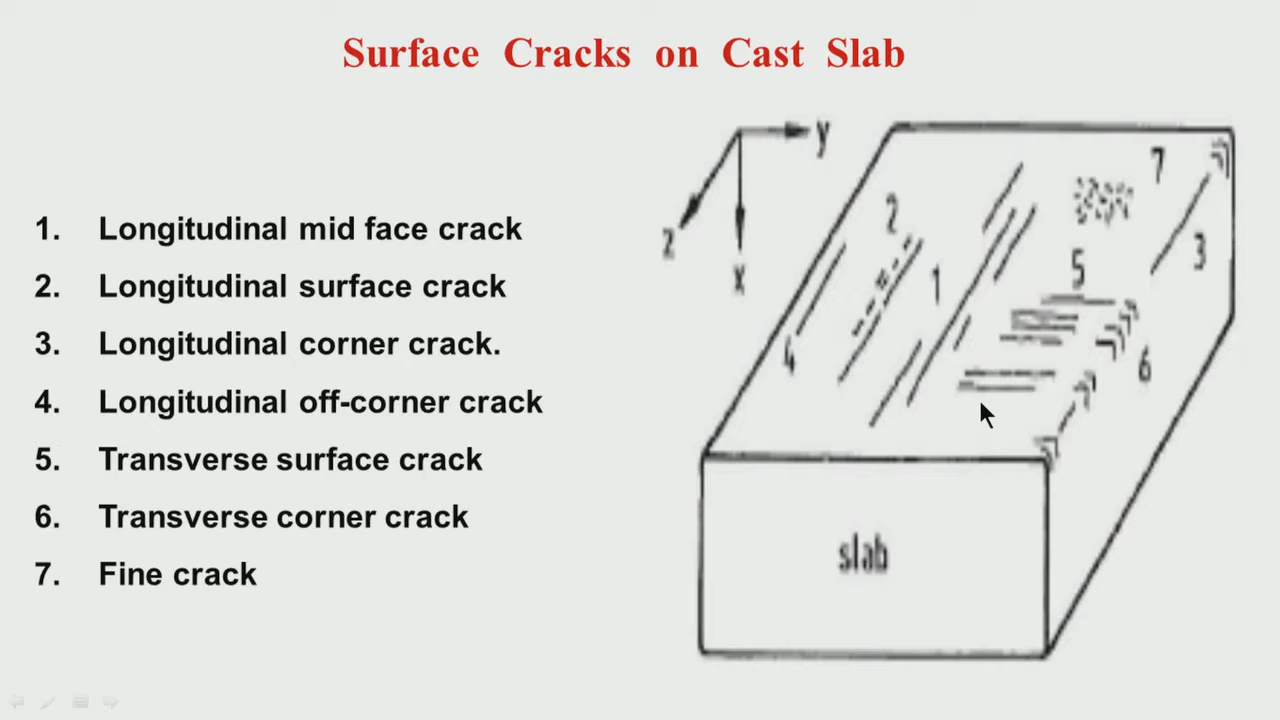 Surface Cracks on Cast Slab
1. Longitudinal mid face crack
2. Longitudinal surface crack
3. Longitudinal corner crack.
4. Longitudinal off-corner crack
5. Transverse surface crack
6. Transverse corner crack
7. Fine crack
y
z
x
7
2
3
1
5
4
6
slab